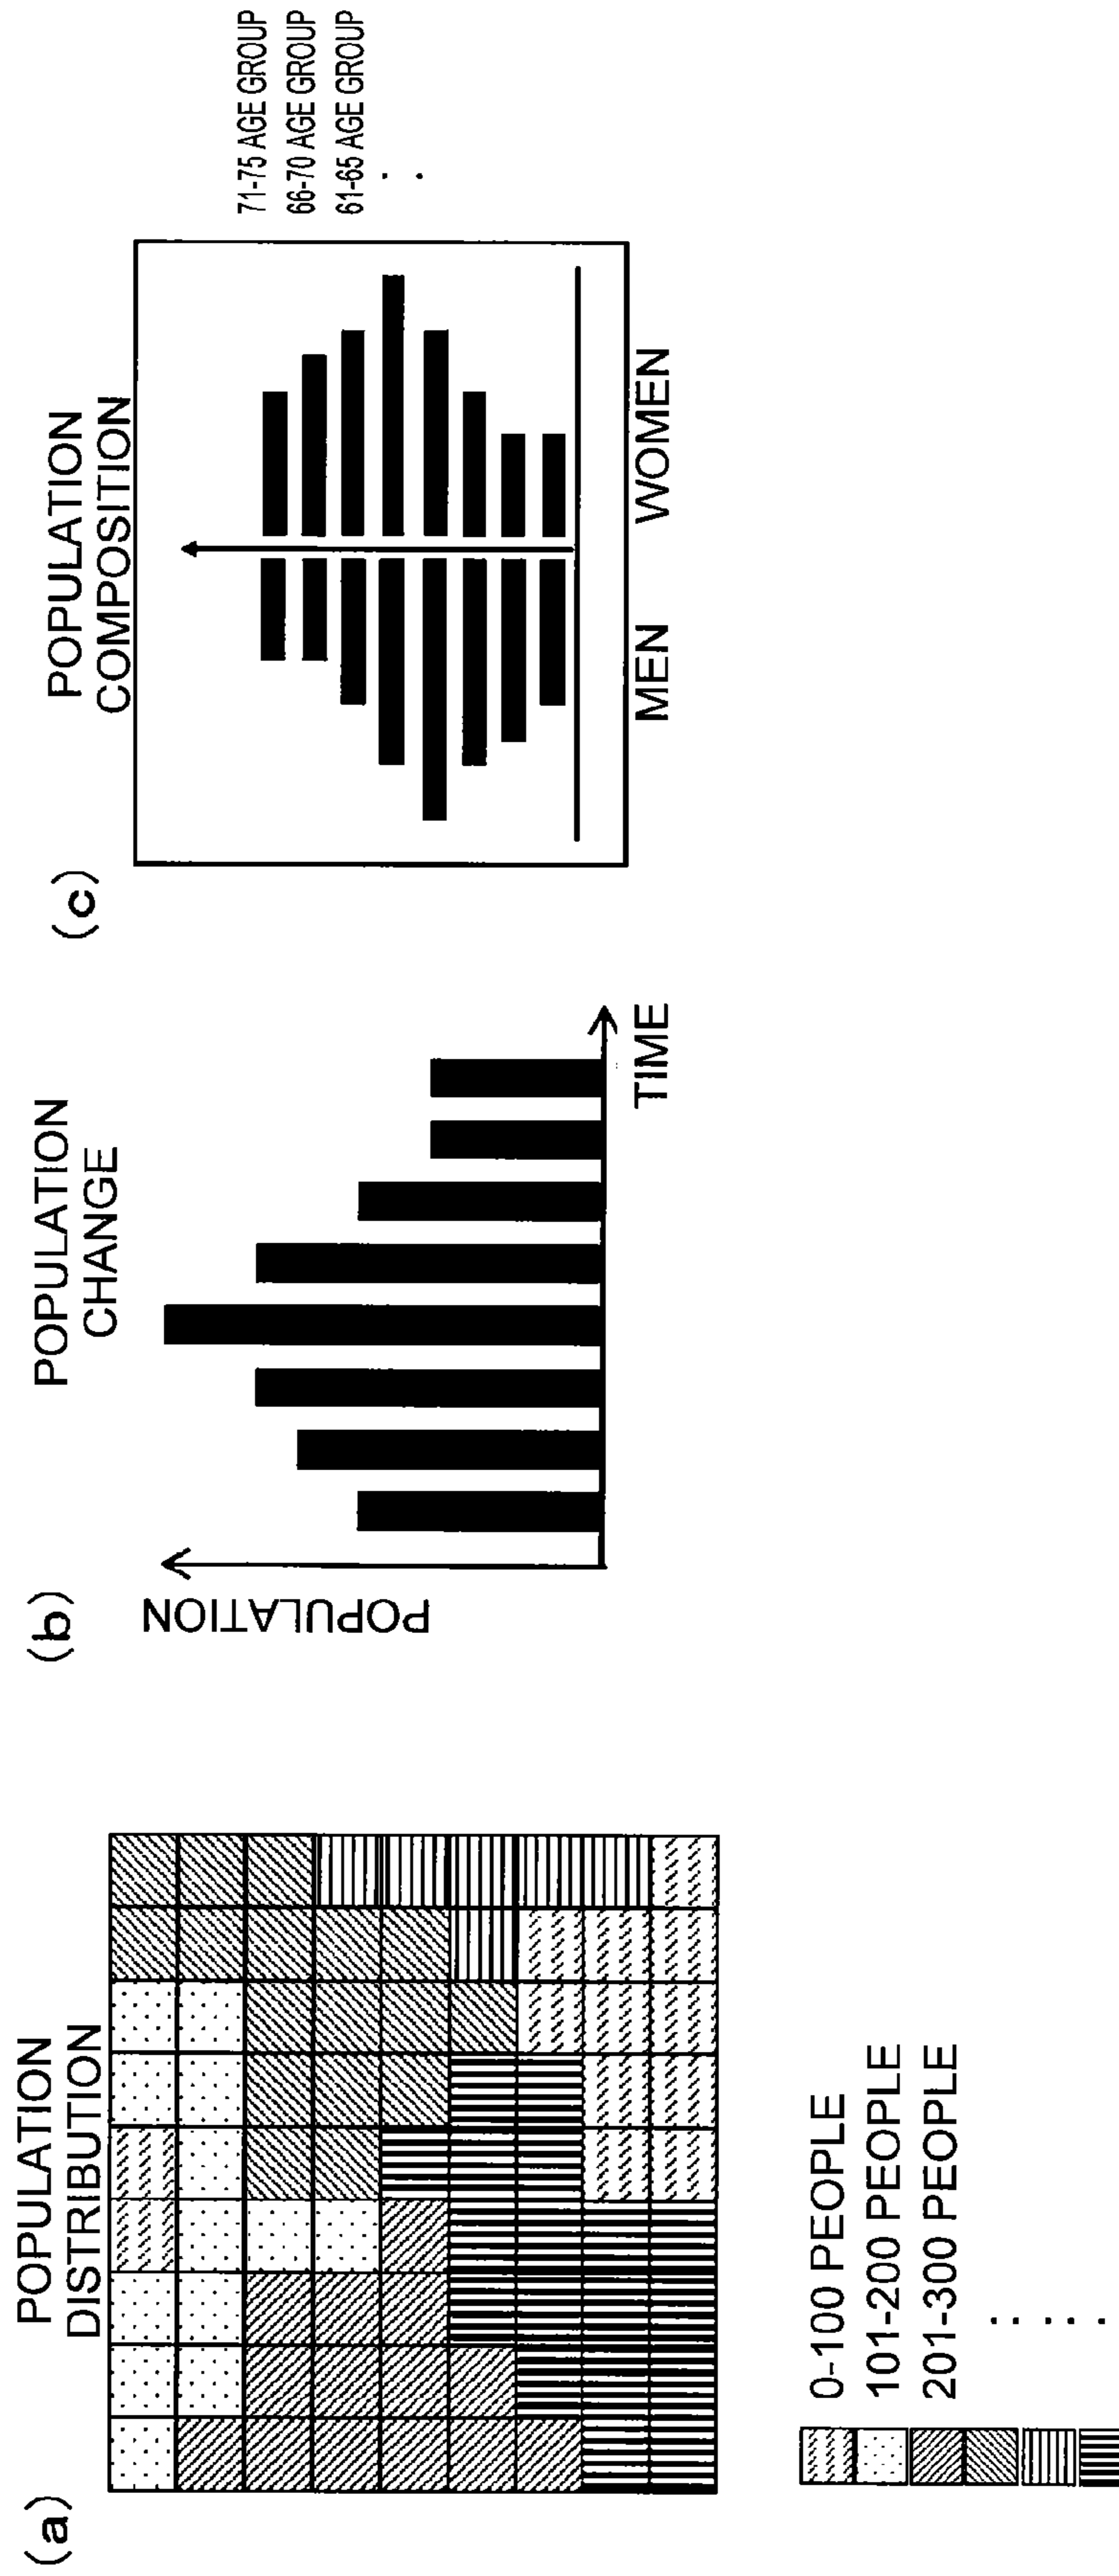 (a)
POPULATION
DISTRIBUTION
0-100 PEOPLE
101-200 PEOPLE
201-300 PEOPLE
(b)
POPULATION
CHANGE
POPULATION
TIME
(c)
POPULATION
COMPOSITION
71-75 AGE GROUP
66-70 AGE GROUP
61-65 AGE GROUP
MEN WOMEN